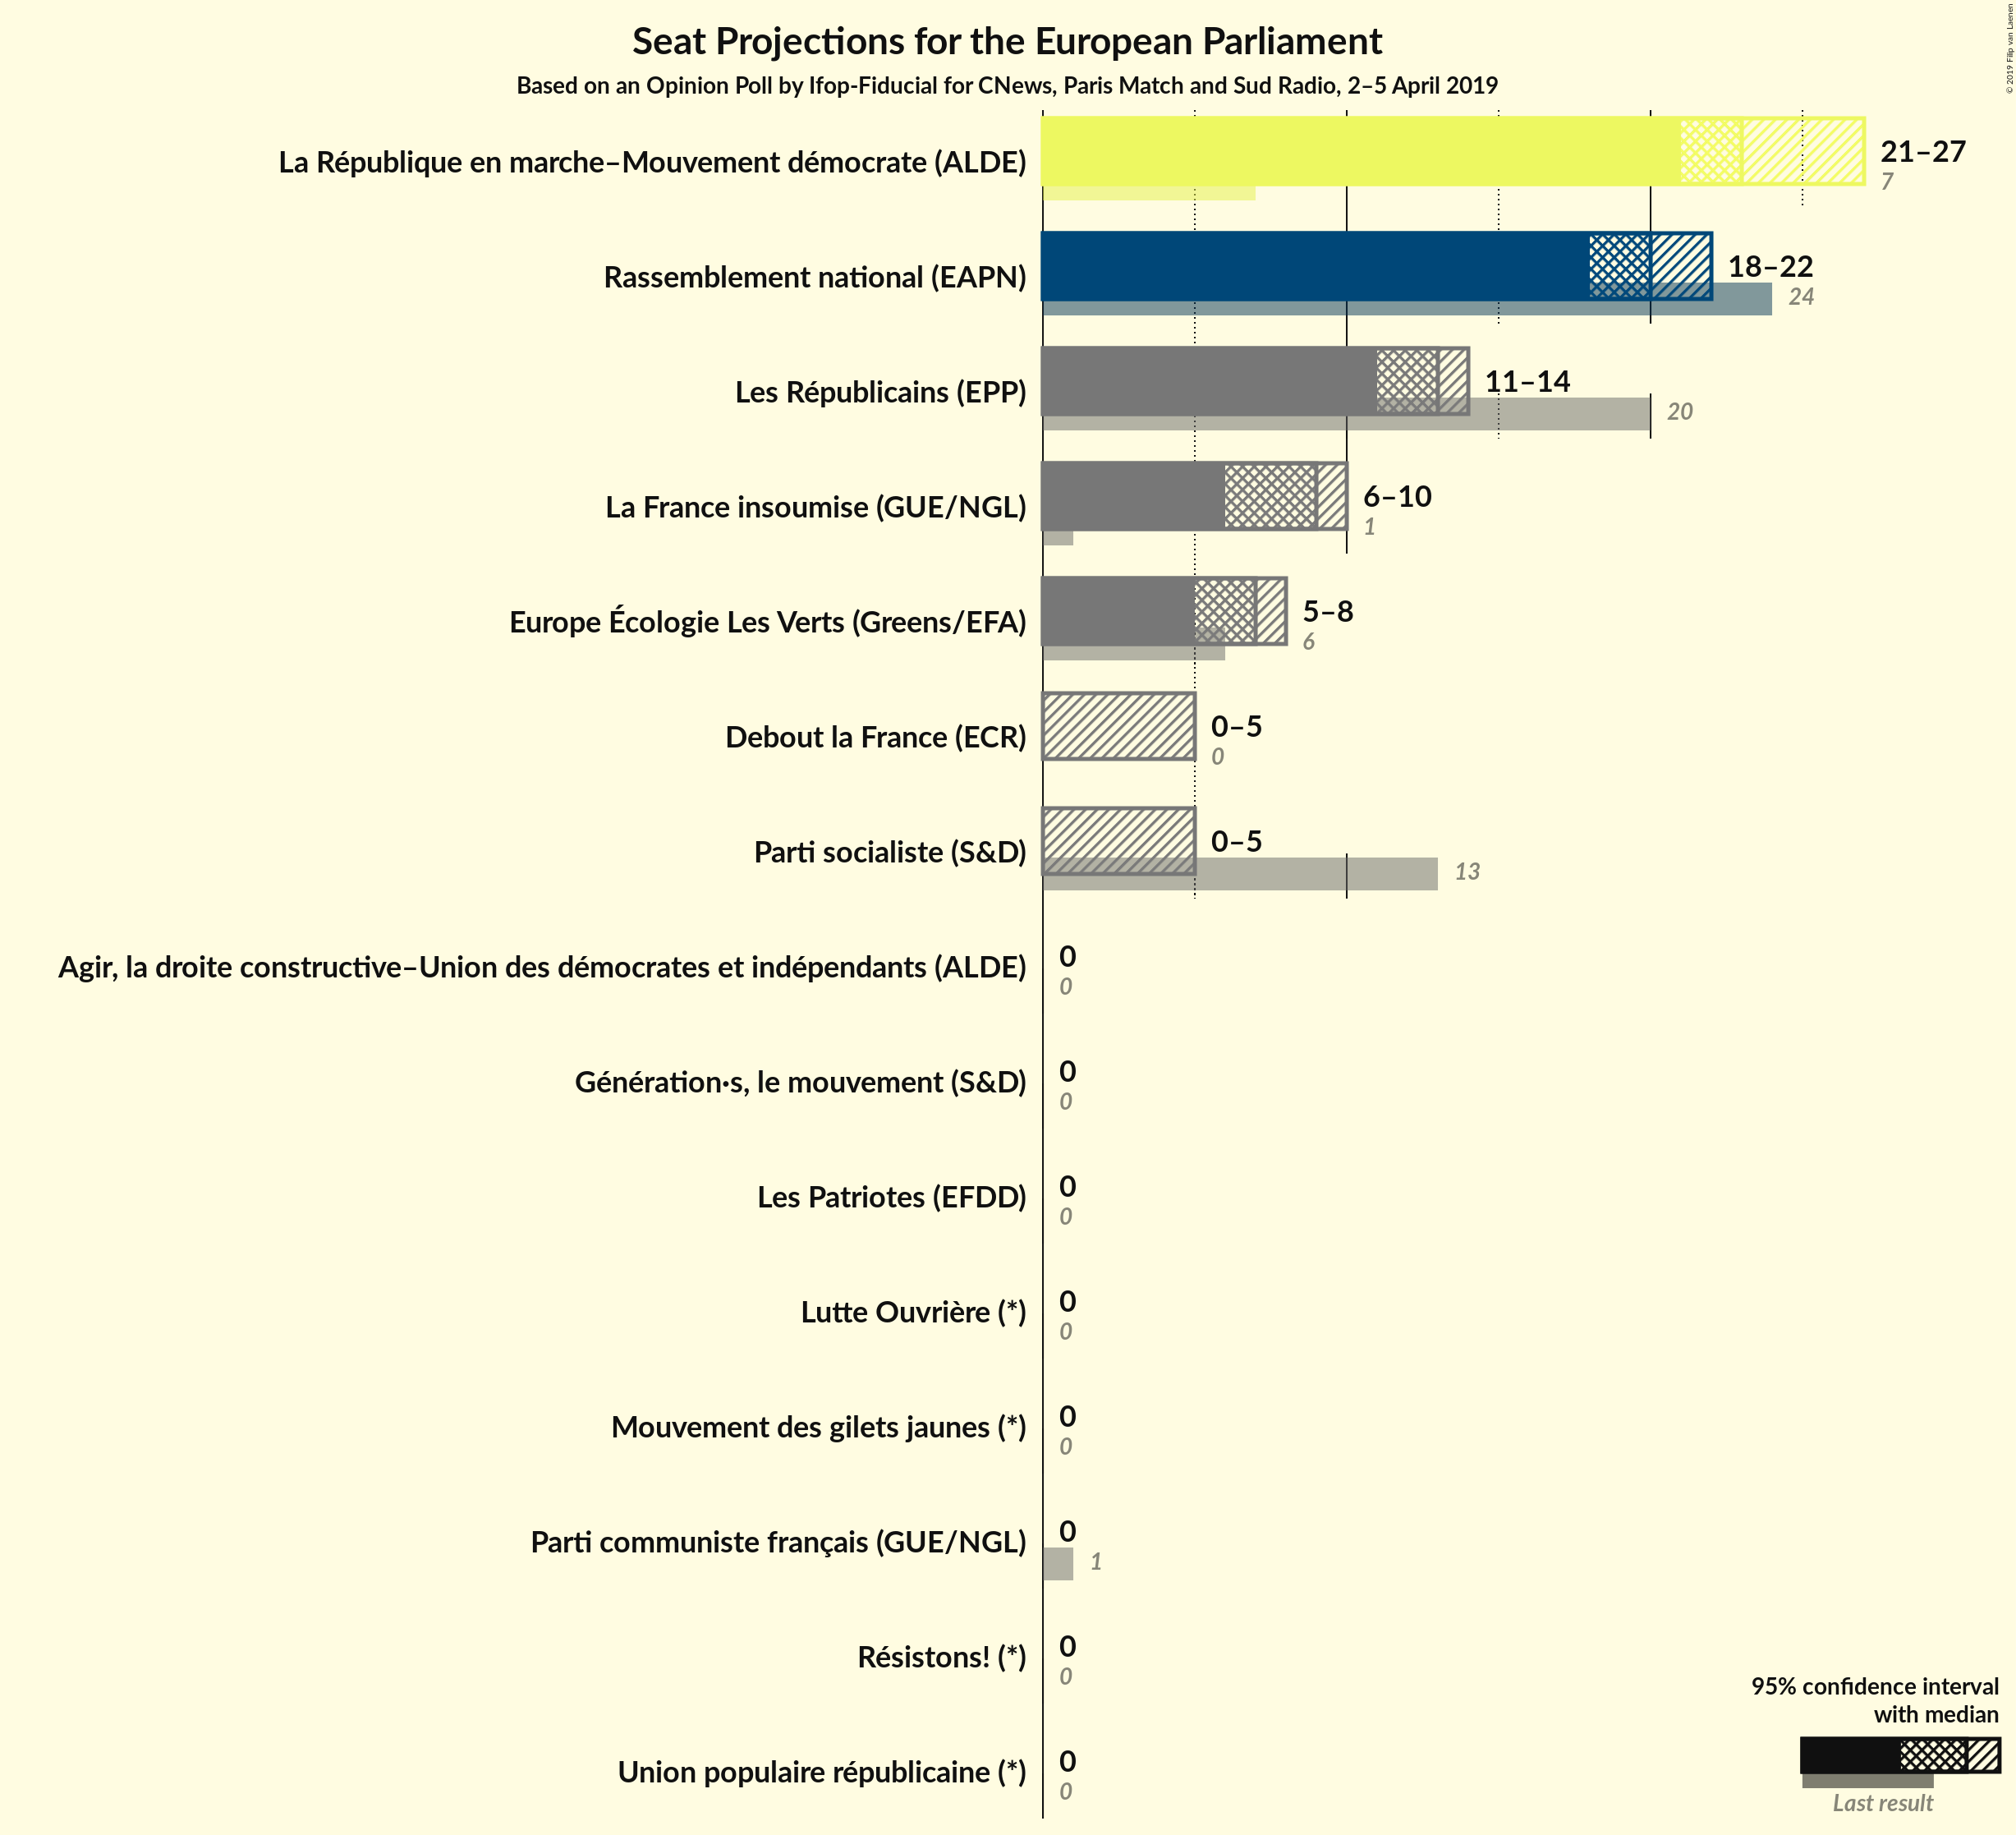 Seat Projections for the European Parliament
Based on an Opinion Poll by Ifop-Fiducial for CNews, Paris Match and Sud Radio, 2–5 April 2019
© 2019 Filip van Laenen
La République en marche–Mouvement démocrate (ALDE)
21–27
7
Rassemblement national (EAPN)
18–22
24
Les Républicains (EPP)
11–14
20
La France insoumise (GUE/NGL)
6–10
1
Europe Écologie Les Verts (Greens/EFA)
5–8
6
Debout la France (ECR)
0–5
0
Parti socialiste (S&D)
0–5
13
Agir, la droite constructive–Union des démocrates et indépendants (ALDE)
0
0
Génération·s, le mouvement (S&D)
0
0
Les Patriotes (EFDD)
0
0
Lutte Ouvrière (*)
0
0
Mouvement des gilets jaunes (*)
0
0
Parti communiste français (GUE/NGL)
0
1
Résistons! (*)
0
0
Union populaire républicaine (*)
0
0
95% confidence interval
with median
Last result